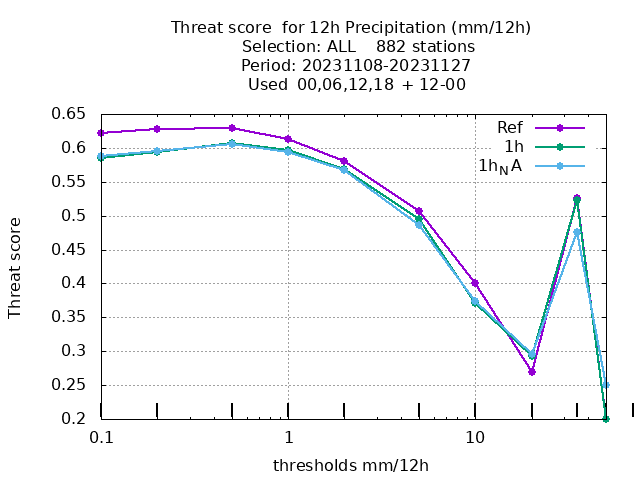 Threat score  for 12h Precipitation (mm/12h)
Selection: ALL    882 stations
Period: 20231108-20231127
Used  00,06,12,18  + 12-00
Ref
1h
1h_NA
0.65
0.6
0.55
0.5
0.45
0.4
0.35
0.3
0.25
0.2
Threat score
0.1 1 10
thresholds mm/12h